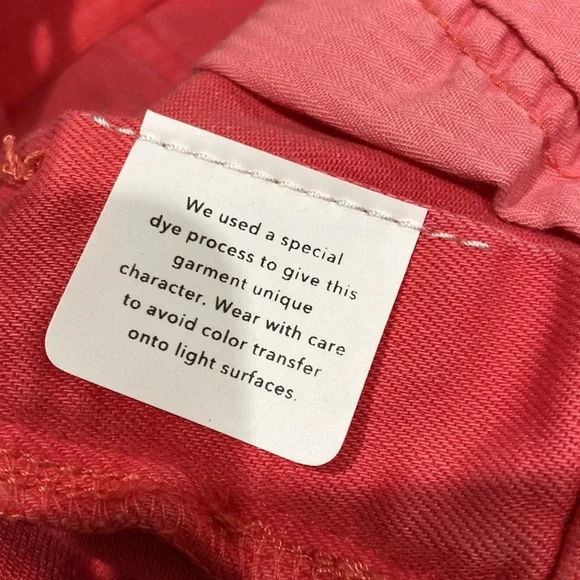 We used a special
dye process to give this
garment unique
character. Wear with care
to avoid color transfer
onto light surfaces.